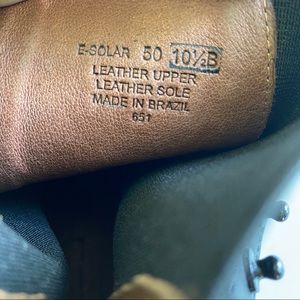 E-SOLAR 50 10½B
LEATHER UPPER
LEATHER SOLE
MADE IN BRAZIL
651